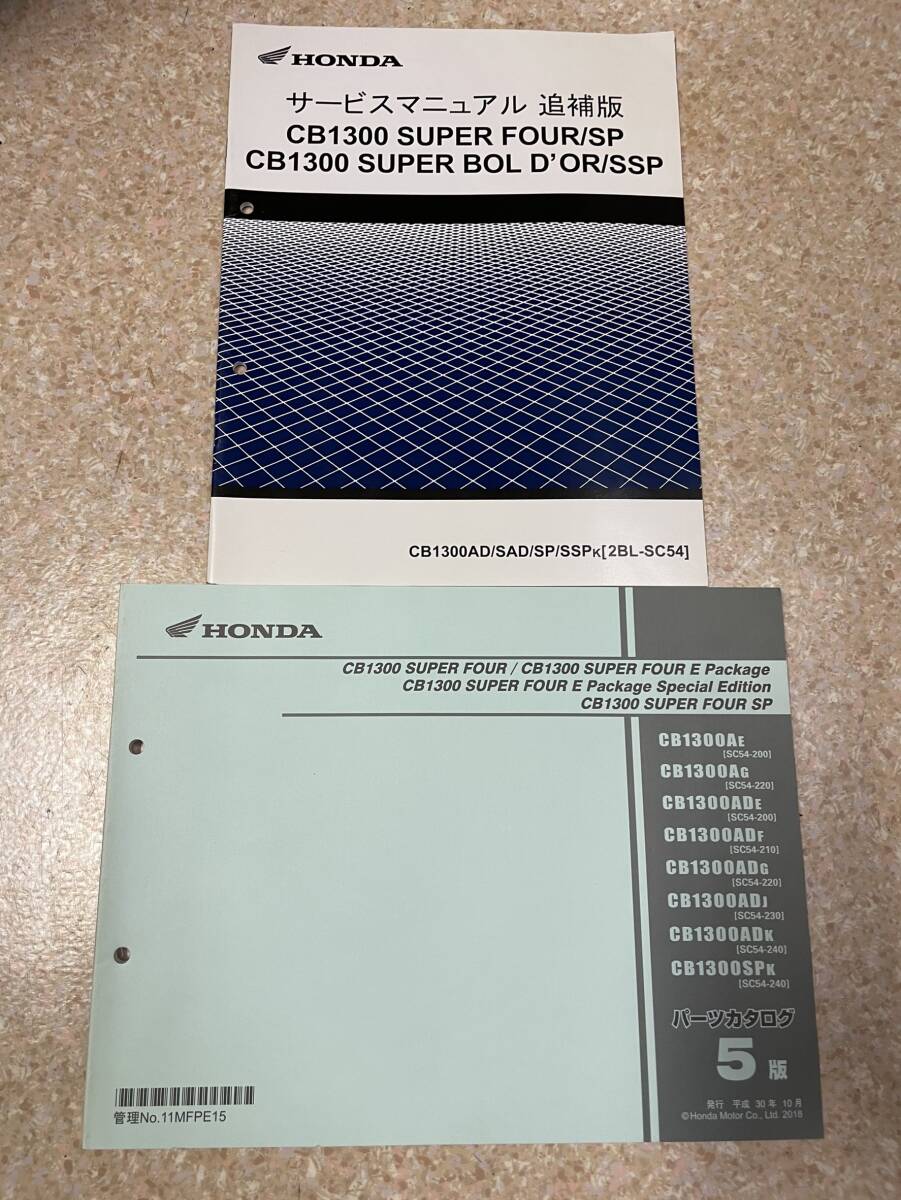 HONDA
サービスマニュアル 追補版
CB1300 SUPER FOUR/SP
CB1300 SUPER BOL D'OR/SSP
CB1300AD/SAD/SP/SSPK[2BL-SC54]
HONDA
CB1300 SUPER FOUR / CB1300 SUPER FOUR E Package
CB1300 SUPER FOUR E Package Special Edition
CB1300 SUPER FOUR SP
CB1300AE
[SC54-200]
CB1300AG
[SC54-220]
CB1300ADE
[SC54-200]
CB1300ADF
[SC54-210]
CB1300ADG
[SC54-220]
CB1300ADJ
[SC54-230]
CB1300ADK
[SC54-240]
CB1300SPK
[SC54-240]
パーツカタログ
5版
発行 平成 30年 10月
©Honda Motor Co., Ltd. 2018
管理No.11MFPE15